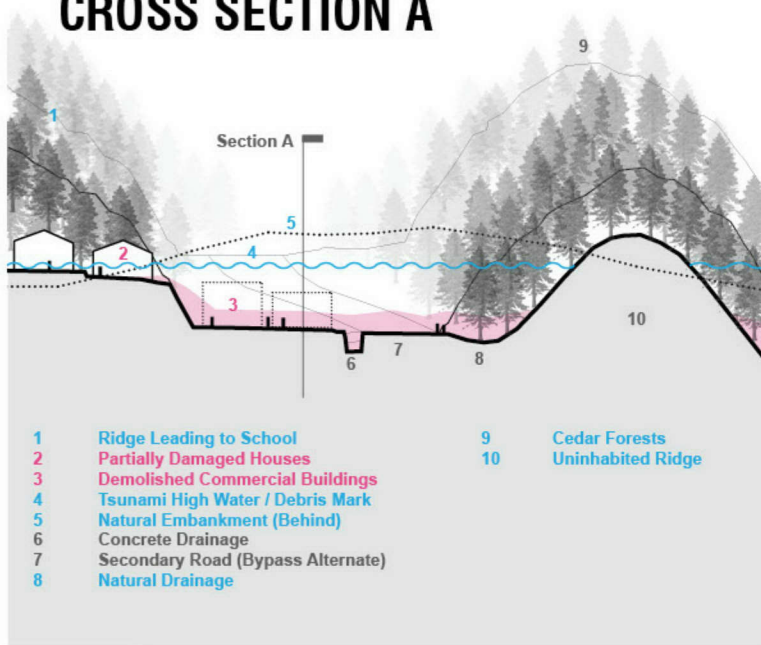 CROSS SECTION A
9
1
Section A
5
2
4
3
10
7
6
8
1 Ridge Leading to School
2 Partially Damaged Houses
3 Demolished Commercial Buildings
4 Tsunami High Water / Debris Mark
5 Natural Embankment (Behind)
6 Concrete Drainage
7 Secondary Road (Bypass Alternate)
8 Natural Drainage
9 Cedar Forests
10 Uninhabited Ridge